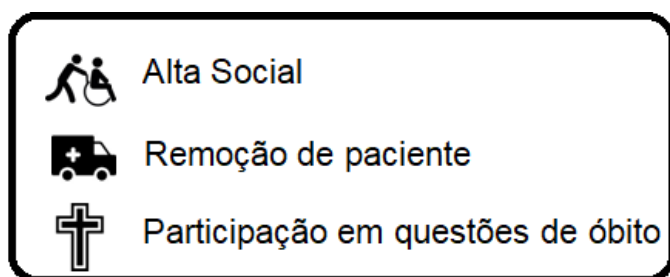 Alta Social
Remoção de paciente
Participação em questões de óbito